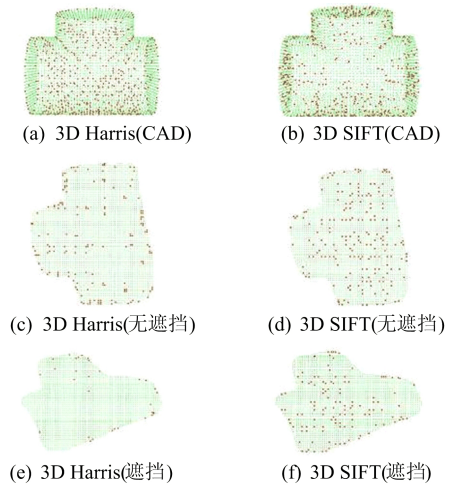 (a) 3D Harris(CAD)
(b) 3D SIFT(CAD)
(c) 3D Harris(无遮挡)
(d) 3D SIFT(无遮挡)
(e) 3D Harris(遮挡)
(f) 3D SIFT(遮挡)